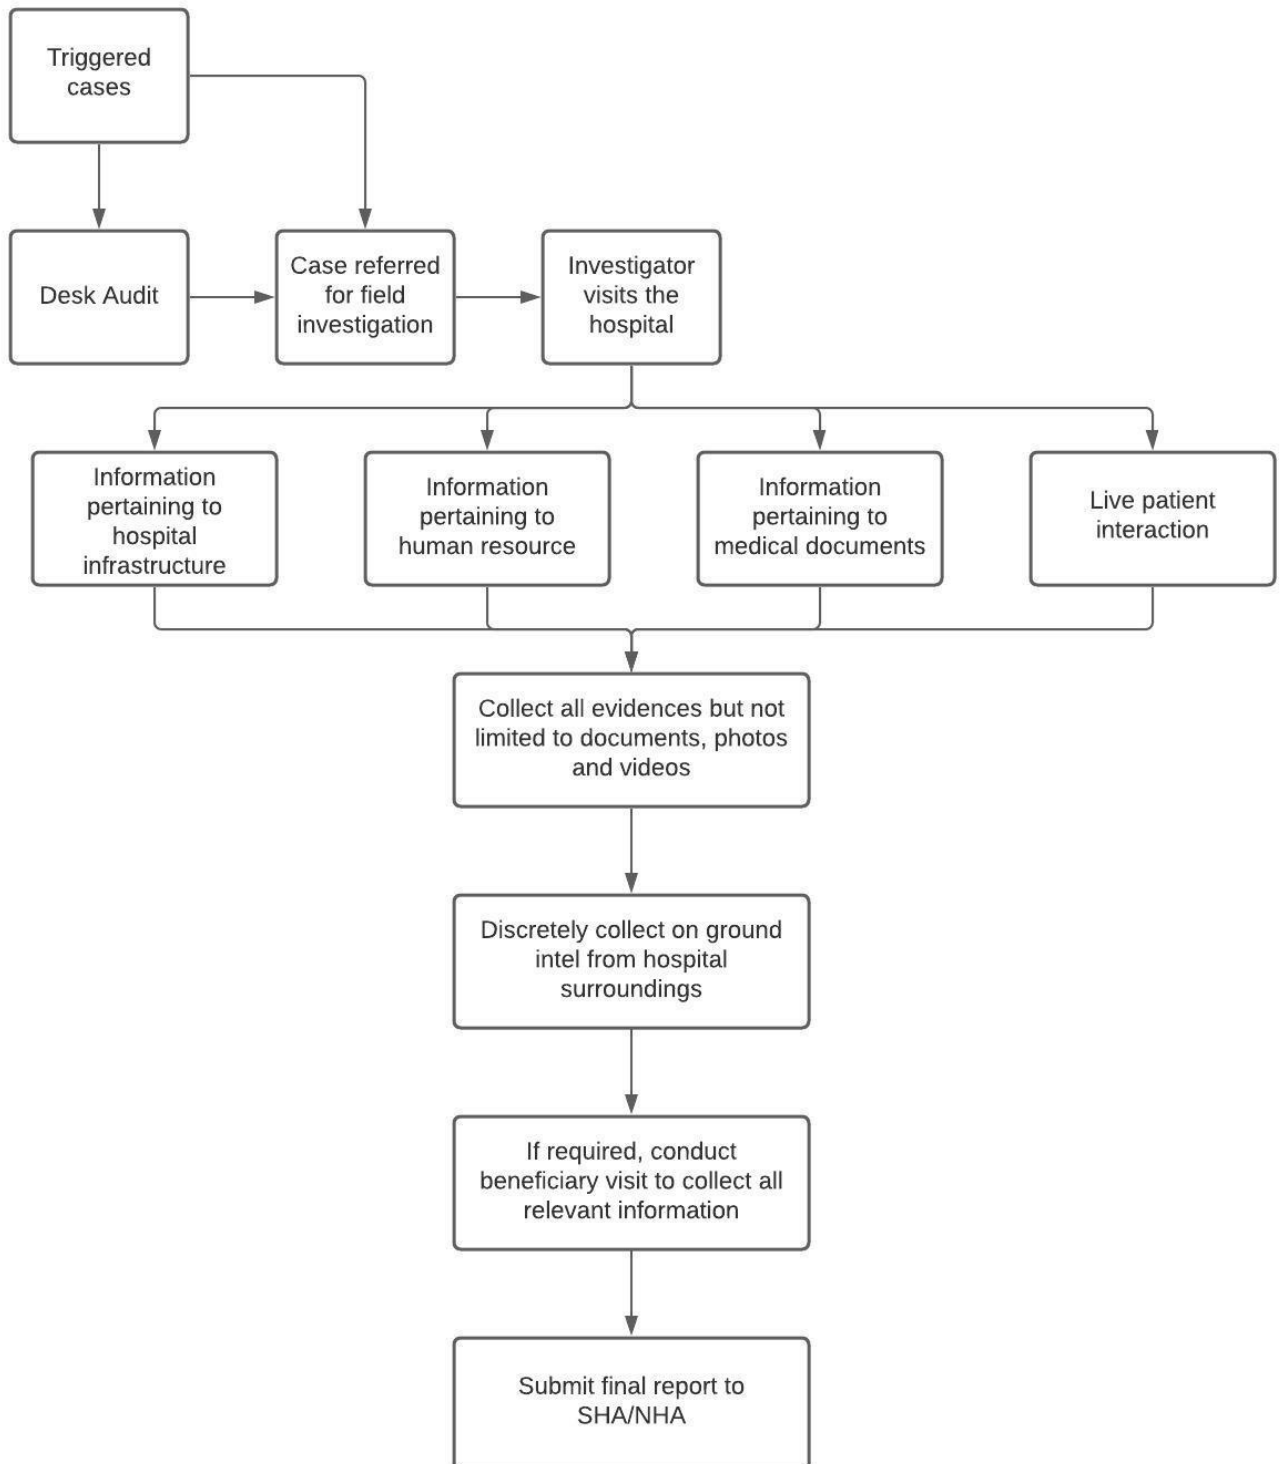 Triggered
cases
Desk Audit
Case referred
for field
investigation
Investigator
visits the
hospital
Information
pertaining to
hospital
infrastructure
Information
pertaining to
human resource
Information
pertaining to
medical documents
Live patient
interaction
Collect all evidences but not
limited to documents, photos
and videos
Discretely collect on ground
intel from hospital
surroundings
If required, conduct
beneficiary visit to collect all
relevant information
Submit final report to
SHA/NHA